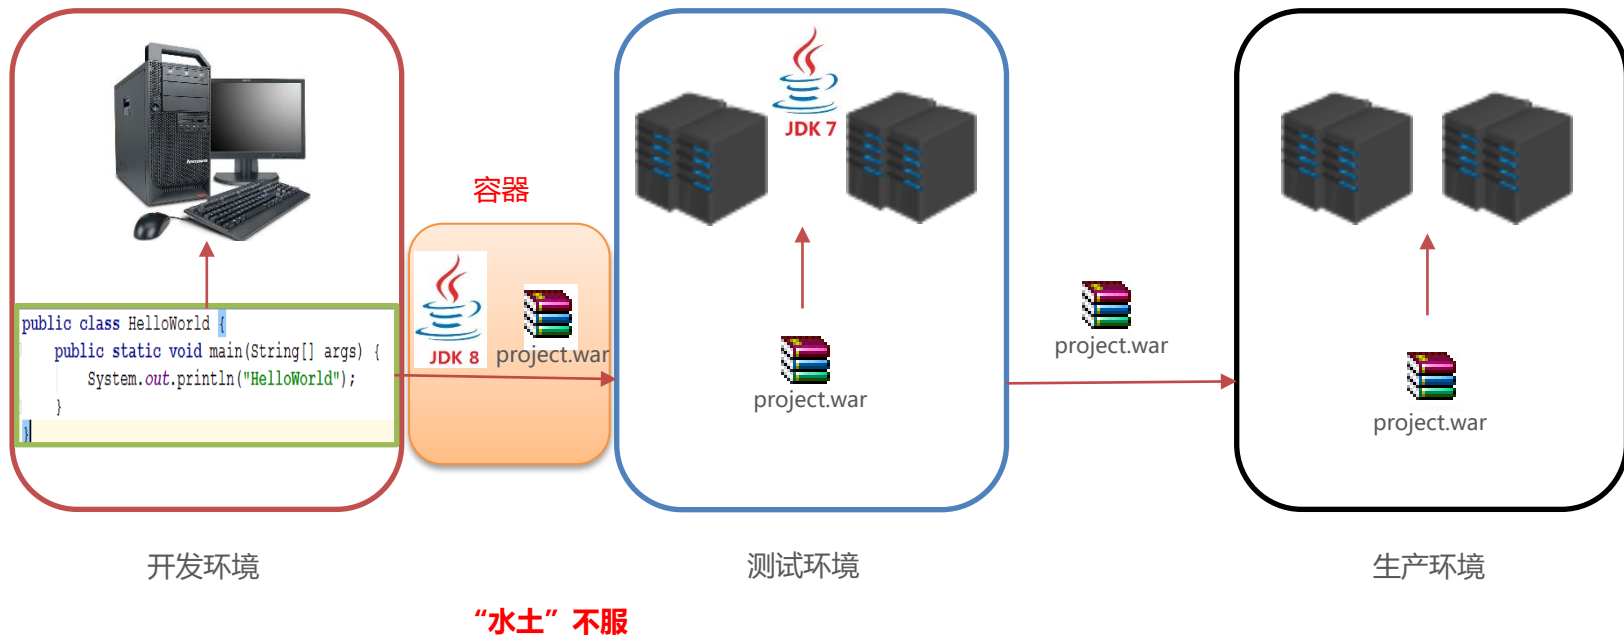 JDK 7
容器
public class HelloWorld {
public static void main(String[] args) {
System.out.println("HelloWorld");
}
}
JDK 8
project.war
project.war
project.war
project.war
开发环境
测试环境
生产环境
“水土”不服